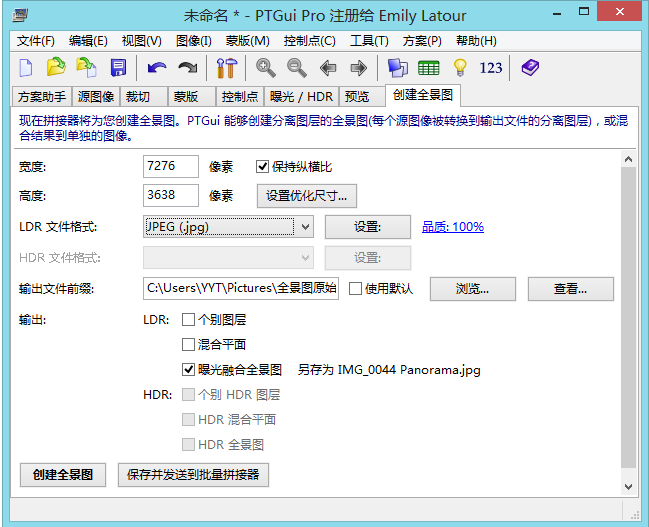 未命名 * - PTGui Pro 注册给 Emily Latour
文件(F) 编辑(E) 视图(V) 图像(I) 蒙版(M) 控制点(C) 工具(T) 方案(P) 帮助(H)
123
方案助手 源图像 裁切 蒙版 控制点 曝光 / HDR 预览 创建全景图
现在拼接器将为您创建全景图。PTGui 能够创建分离图层的全景图(每个源图像被转换到输出文件的分离图层)，或混
合结果到单独的图像。
宽度: 7276 像素 保持纵横比
高度: 3638 像素 设置优化尺寸...
LDR 文件格式: JPEG (.jpg) 设置: 品质: 100%
HDR 文件格式: 设置:
输出文件前缀: C:\Users\YYT\Pictures\全景图原始 使用默认 浏览... 查看...
输出: LDR: 个别图层
混合平面
曝光融合全景图 另存为 IMG_0044 Panorama.jpg
HDR: 个别 HDR 图层
HDR 混合平面
HDR 全景图
创建全景图 保存并发送到批量拼接器